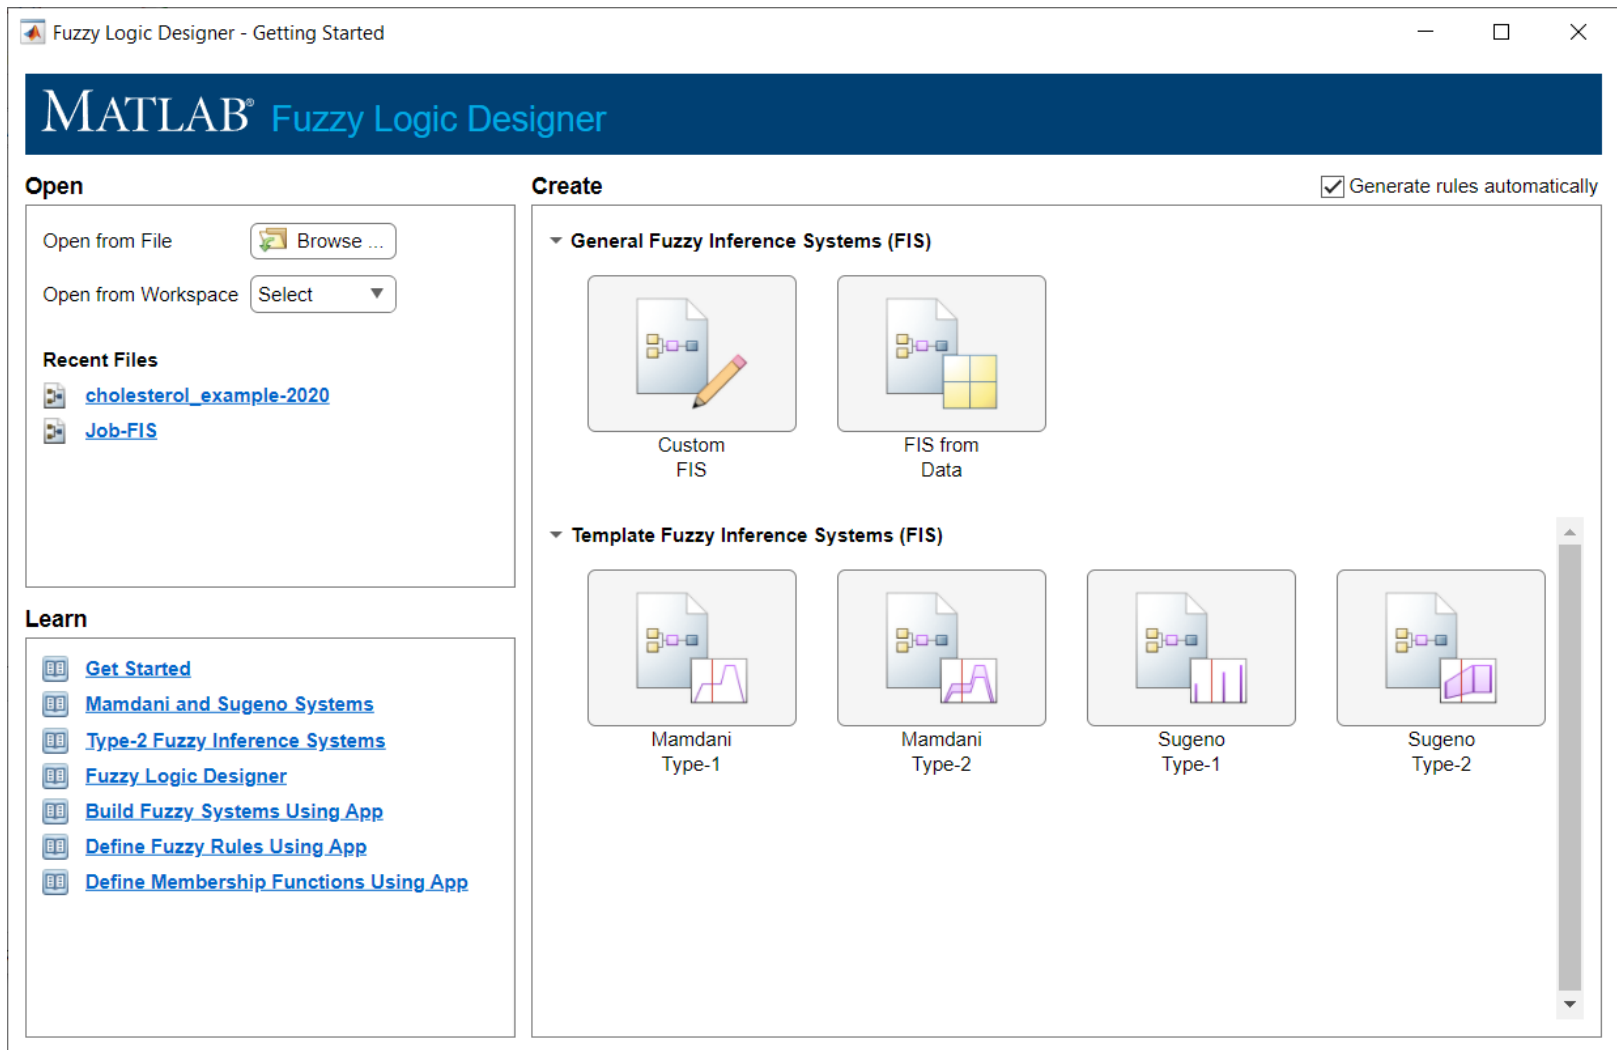 Fuzzy Logic Designer - Getting Started
MATLAB® Fuzzy Logic Designer
Open
Open from File
Browse ...
Open from Workspace
Select
Recent Files
cholesterol_example-2020
Job-FIS
Learn
Get Started
Mamdani and Sugeno Systems
Type-2 Fuzzy Inference Systems
Fuzzy Logic Designer
Build Fuzzy Systems Using App
Define Fuzzy Rules Using App
Define Membership Functions Using App
Create
Generate rules automatically
General Fuzzy Inference Systems (FIS)
Custom
FIS
FIS from
Data
Template Fuzzy Inference Systems (FIS)
Mamdani
Type-1
Mamdani
Type-2
Sugeno
Type-1
Sugeno
Type-2